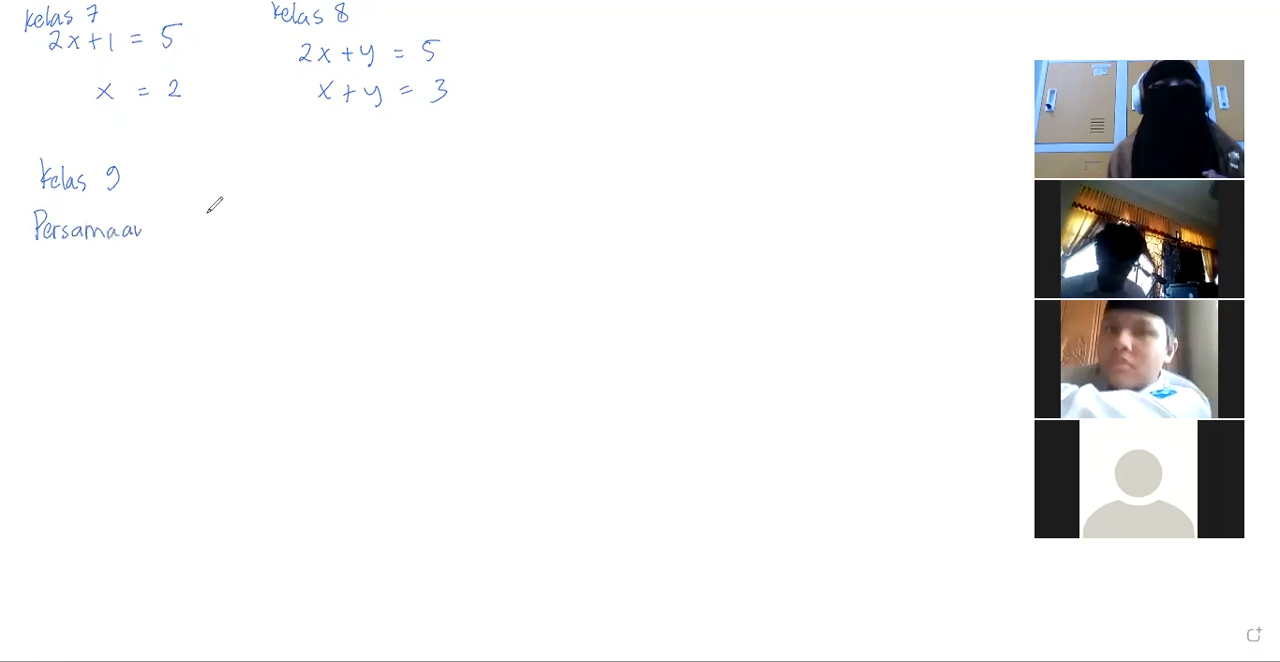 Kelas 7
2x+1 = 5
x = 2
Kelas 8
2x+y = 5
x+y = 3
Kelas 9
Persamaan